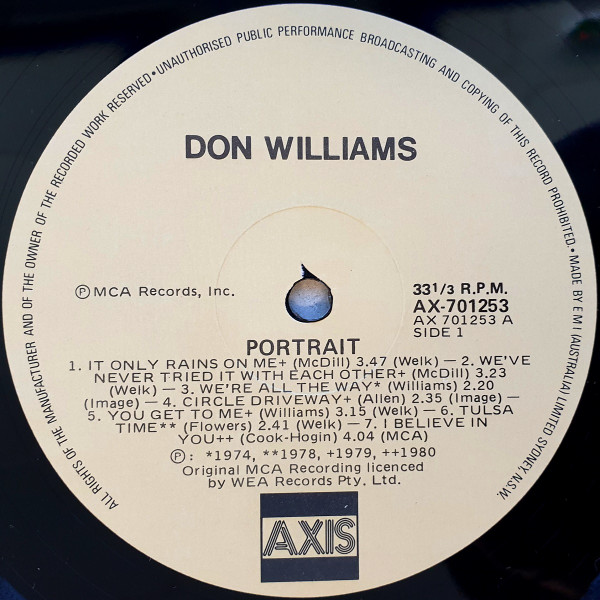 ALL RIGHTS OF THE MANUFACTURER AND OF THE OWNER OF THE RECORDED WORK RESERVED•UNAUTHORISED PUBLIC PERFORMANCE BROADCASTING AND COPYING OF THIS RECORD PROHIBITED.•MADE BY EMI (AUSTRALIA) LIMITED SYDNEY, N.S.W.
DON WILLIAMS
℗MCA Records, Inc.
33 1/3 R.P.M.
AX-701253
AX 701253 A
SIDE 1
PORTRAIT
1. IT ONLY RAINS ON ME+ (McDill) 3.47 (Welk) — 2. WE'VE
NEVER TRIED IT WITH EACH OTHER+ (McDill) 3.23
(Welk) — 3. WE'RE ALL THE WAY* (Williams) 2.20
(Image) — 4. CIRCLE DRIVEWAY+ (Allen) 2.35 (Image) —
5. YOU GET TO ME+ (Williams) 3.15 (Welk) — 6. TULSA
TIME** (Flowers) 2.41 (Welk) — 7. I BELIEVE IN
YOU++ (Cook-Hogin) 4.04 (MCA)
℗: *1974, **1978, +1979, ++1980
Original MCA Recording licenced
by WEA Records Pty. Ltd.
AXIS